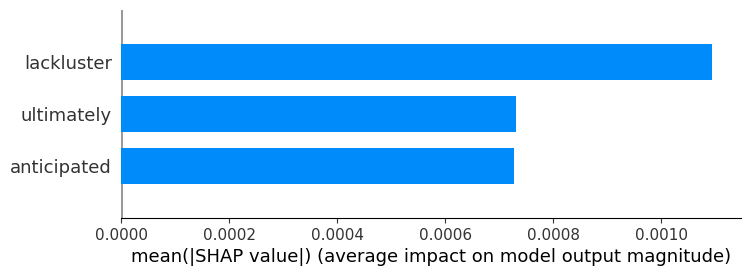 lackluster
ultimately
anticipated
0.0000 0.0002 0.0004 0.0006 0.0008 0.0010
mean(|SHAP value|) (average impact on model output magnitude)